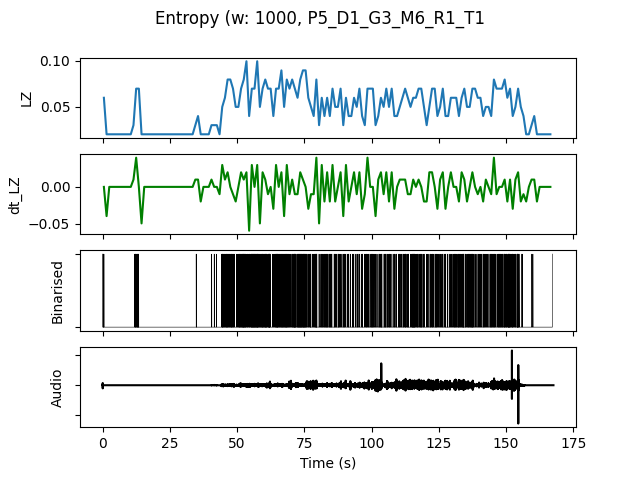 Entropy (w: 1000, P5_D1_G3_M6_R1_T1
0.10
0.05
LZ
0.00
−0.05
dt_LZ
Binarised
Audio
0 25 50 75 100 125 150 175
Time (s)